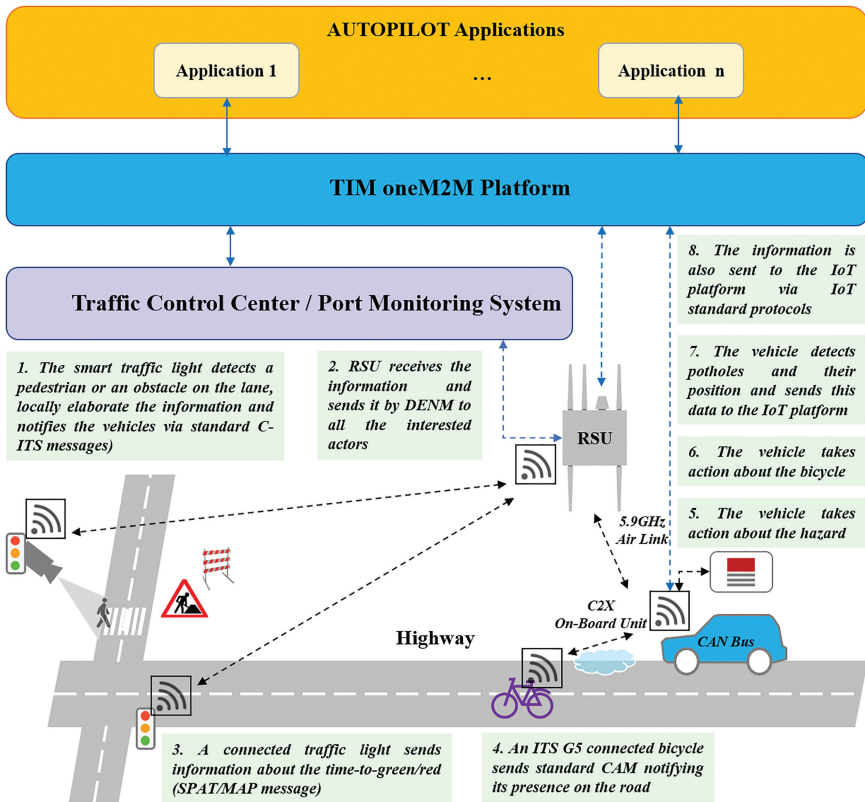 AUTOPILOT Applications
Application 1
...
Application n
TIM oneM2M Platform
Traffic Control Center / Port Monitoring System
8. The information is
also sent to the IoT
platform via IoT
standard protocols
7. The vehicle detects
potholes and their
position and sends this
data to the IoT platform
6. The vehicle takes
action about the bicycle
5. The vehicle takes
action about the hazard
1. The smart traffic light detects a
pedestrian or an obstacle on the lane,
locally elaborate the information and
notifies the vehicles via standard C-
ITS messages)
2. RSU receives the
information and
sends it by DENM to
all the interested
actors
RSU
5.9GHz
Air Link
C2X
On-Board Unit
CAN Bus
Highway
3. A connected traffic light sends
information about the time-to-green/red
(SPAT/MAP message)
4. An ITS G5 connected bicycle
sends standard CAM notifying
its presence on the road